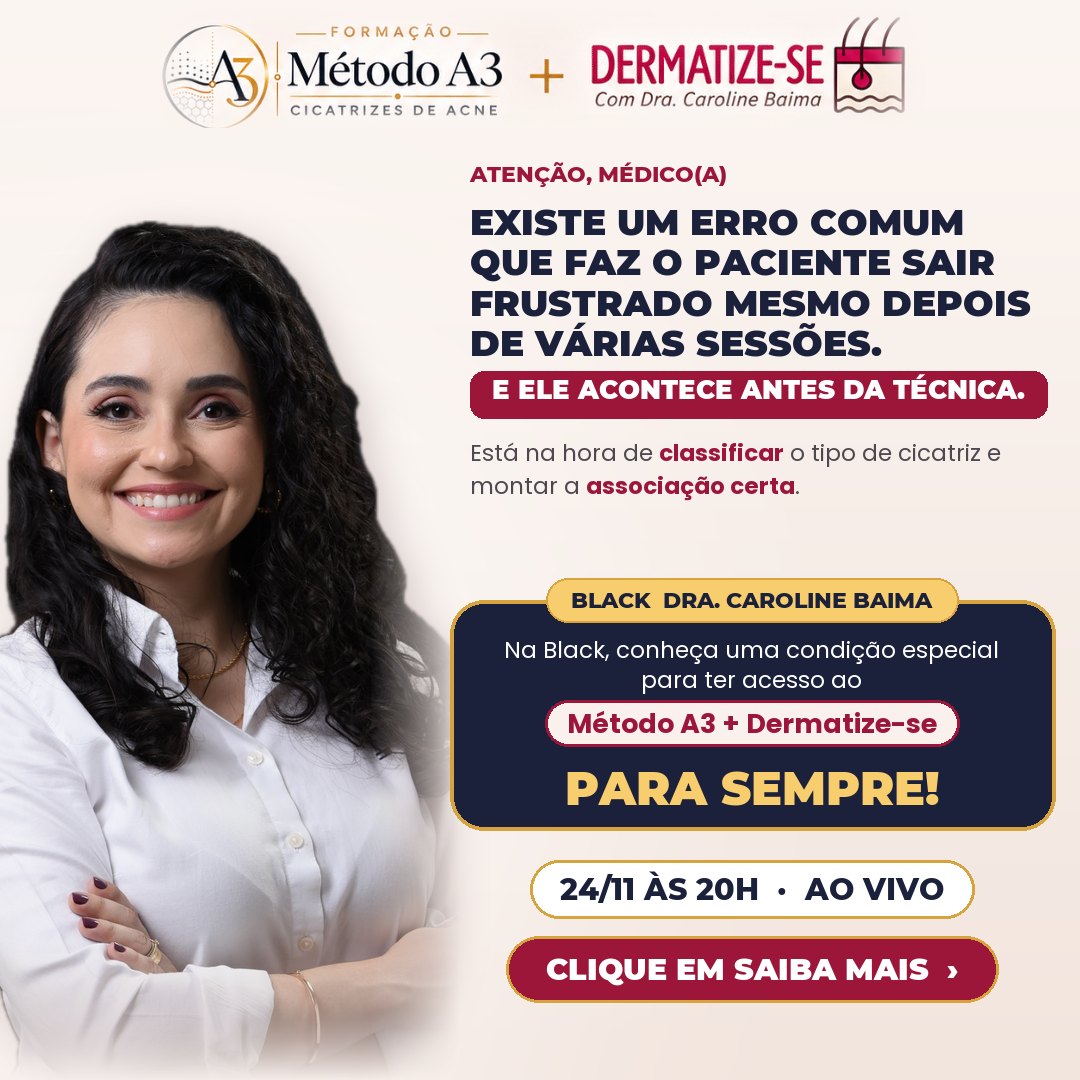 FORMAÇÃO
A3
Método A3
CICATRIZES DE ACNE
+
DERMATIZE-SE
Com Dra. Caroline Baima
ATENÇÃO, MÉDICO(A)
EXISTE UM ERRO COMUM
QUE FAZ O PACIENTE SAIR
FRUSTRADO MESMO DEPOIS
DE VÁRIAS SESSÕES.
E ELE ACONTECE ANTES DA TÉCNICA.
Está na hora de classificar o tipo de cicatriz e
montar a associação certa.
BLACK DRA. CAROLINE BAIMA
Na Black, conheça uma condição especial
para ter acesso ao
Método A3 + Dermatize-se
PARA SEMPRE!
24/11 ÀS 20H • AO VIVO
CLIQUE EM SAIBA MAIS ›